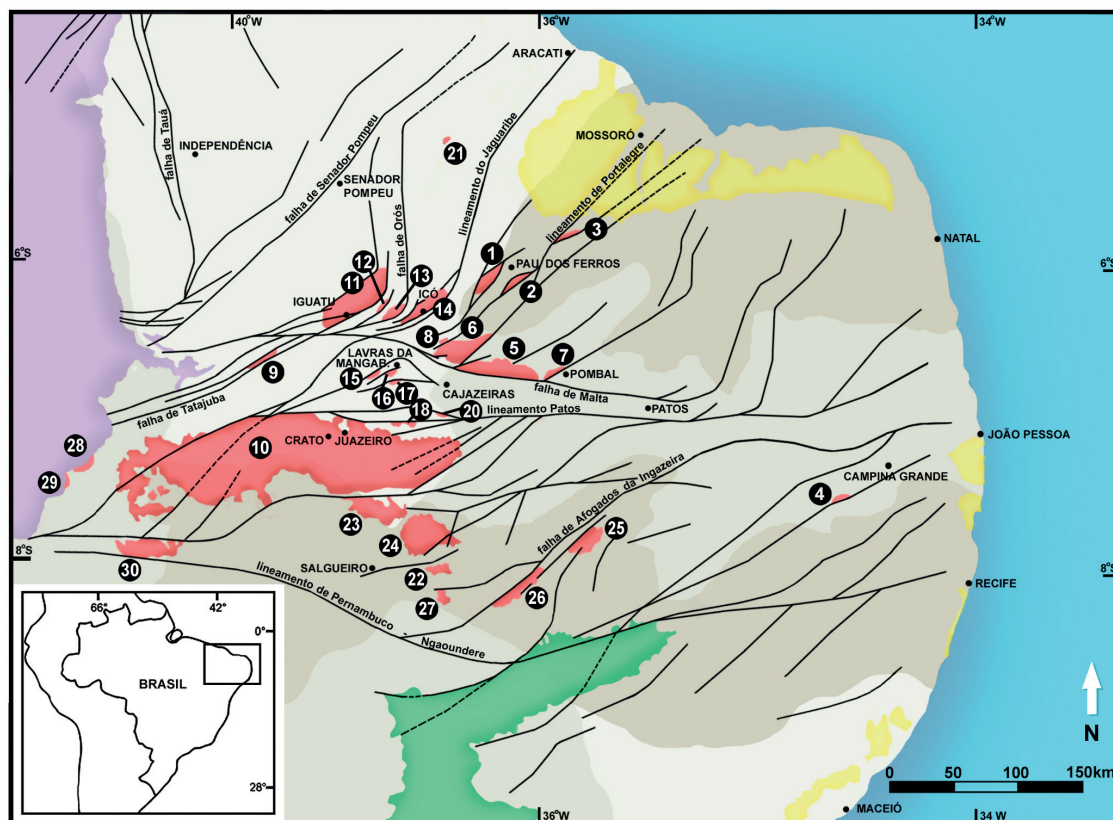 40°W
36°W
34°W
ARACATI
MOSSORÓ
INDEPENDÊNCIA
falha de Tauá
falha de Senador Pompeu
SENADOR
POMPEU
21
falha de Orós
lineamento do Jaguaribe
lineamento de Portalegre
3
NATAL
6°S
6°S
12
13
1
PAU DOS FERROS
11
ICÓ
2
IGUATU
14
8
6
5
7
LAVRAS DA
MANGAB.
9
POMBAL
15
CAJAZEIRAS
falha de Malta
16
17
falha de Tatajuba
18
20
lineamento Patos
PATOS
28
10
CRATO
JUAZEIRO
JOÃO PESSOA
29
CAMPINA GRANDE
4
23
falha de Afogados da Ingazeira
25
24
8°S
8°S
30
SALGUEIRO
22
RECIFE
lineamento de Pernambuco - Ngaoundere
27
26
66°
42°
0°
BRASIL
28°
N
0
50
100
150km
36°W
34 W
MACEIÓ